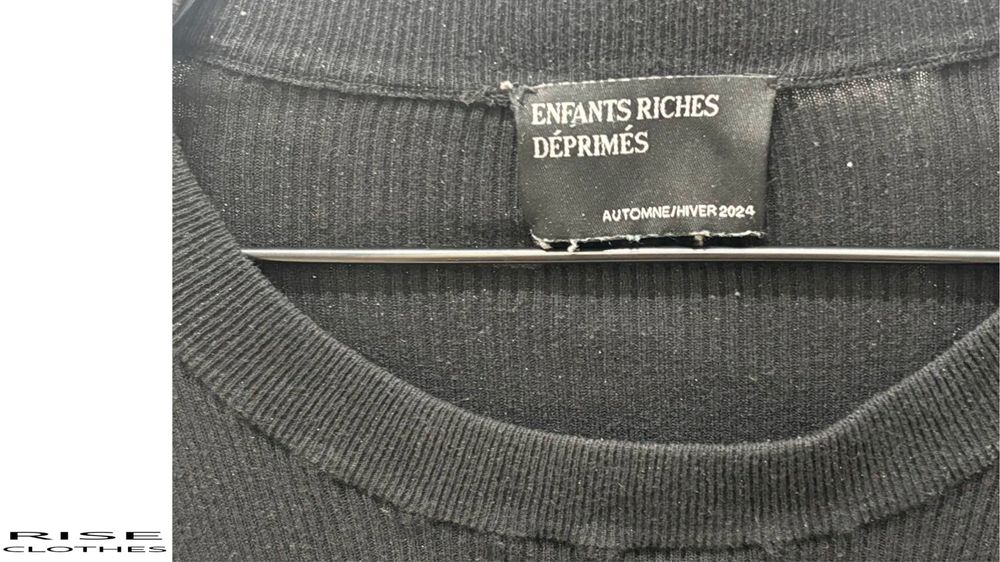 ENFANTS RICHES
DÉPRIMÉS
AUTOMNE/HIVER 2024
RISE
CLOTHES